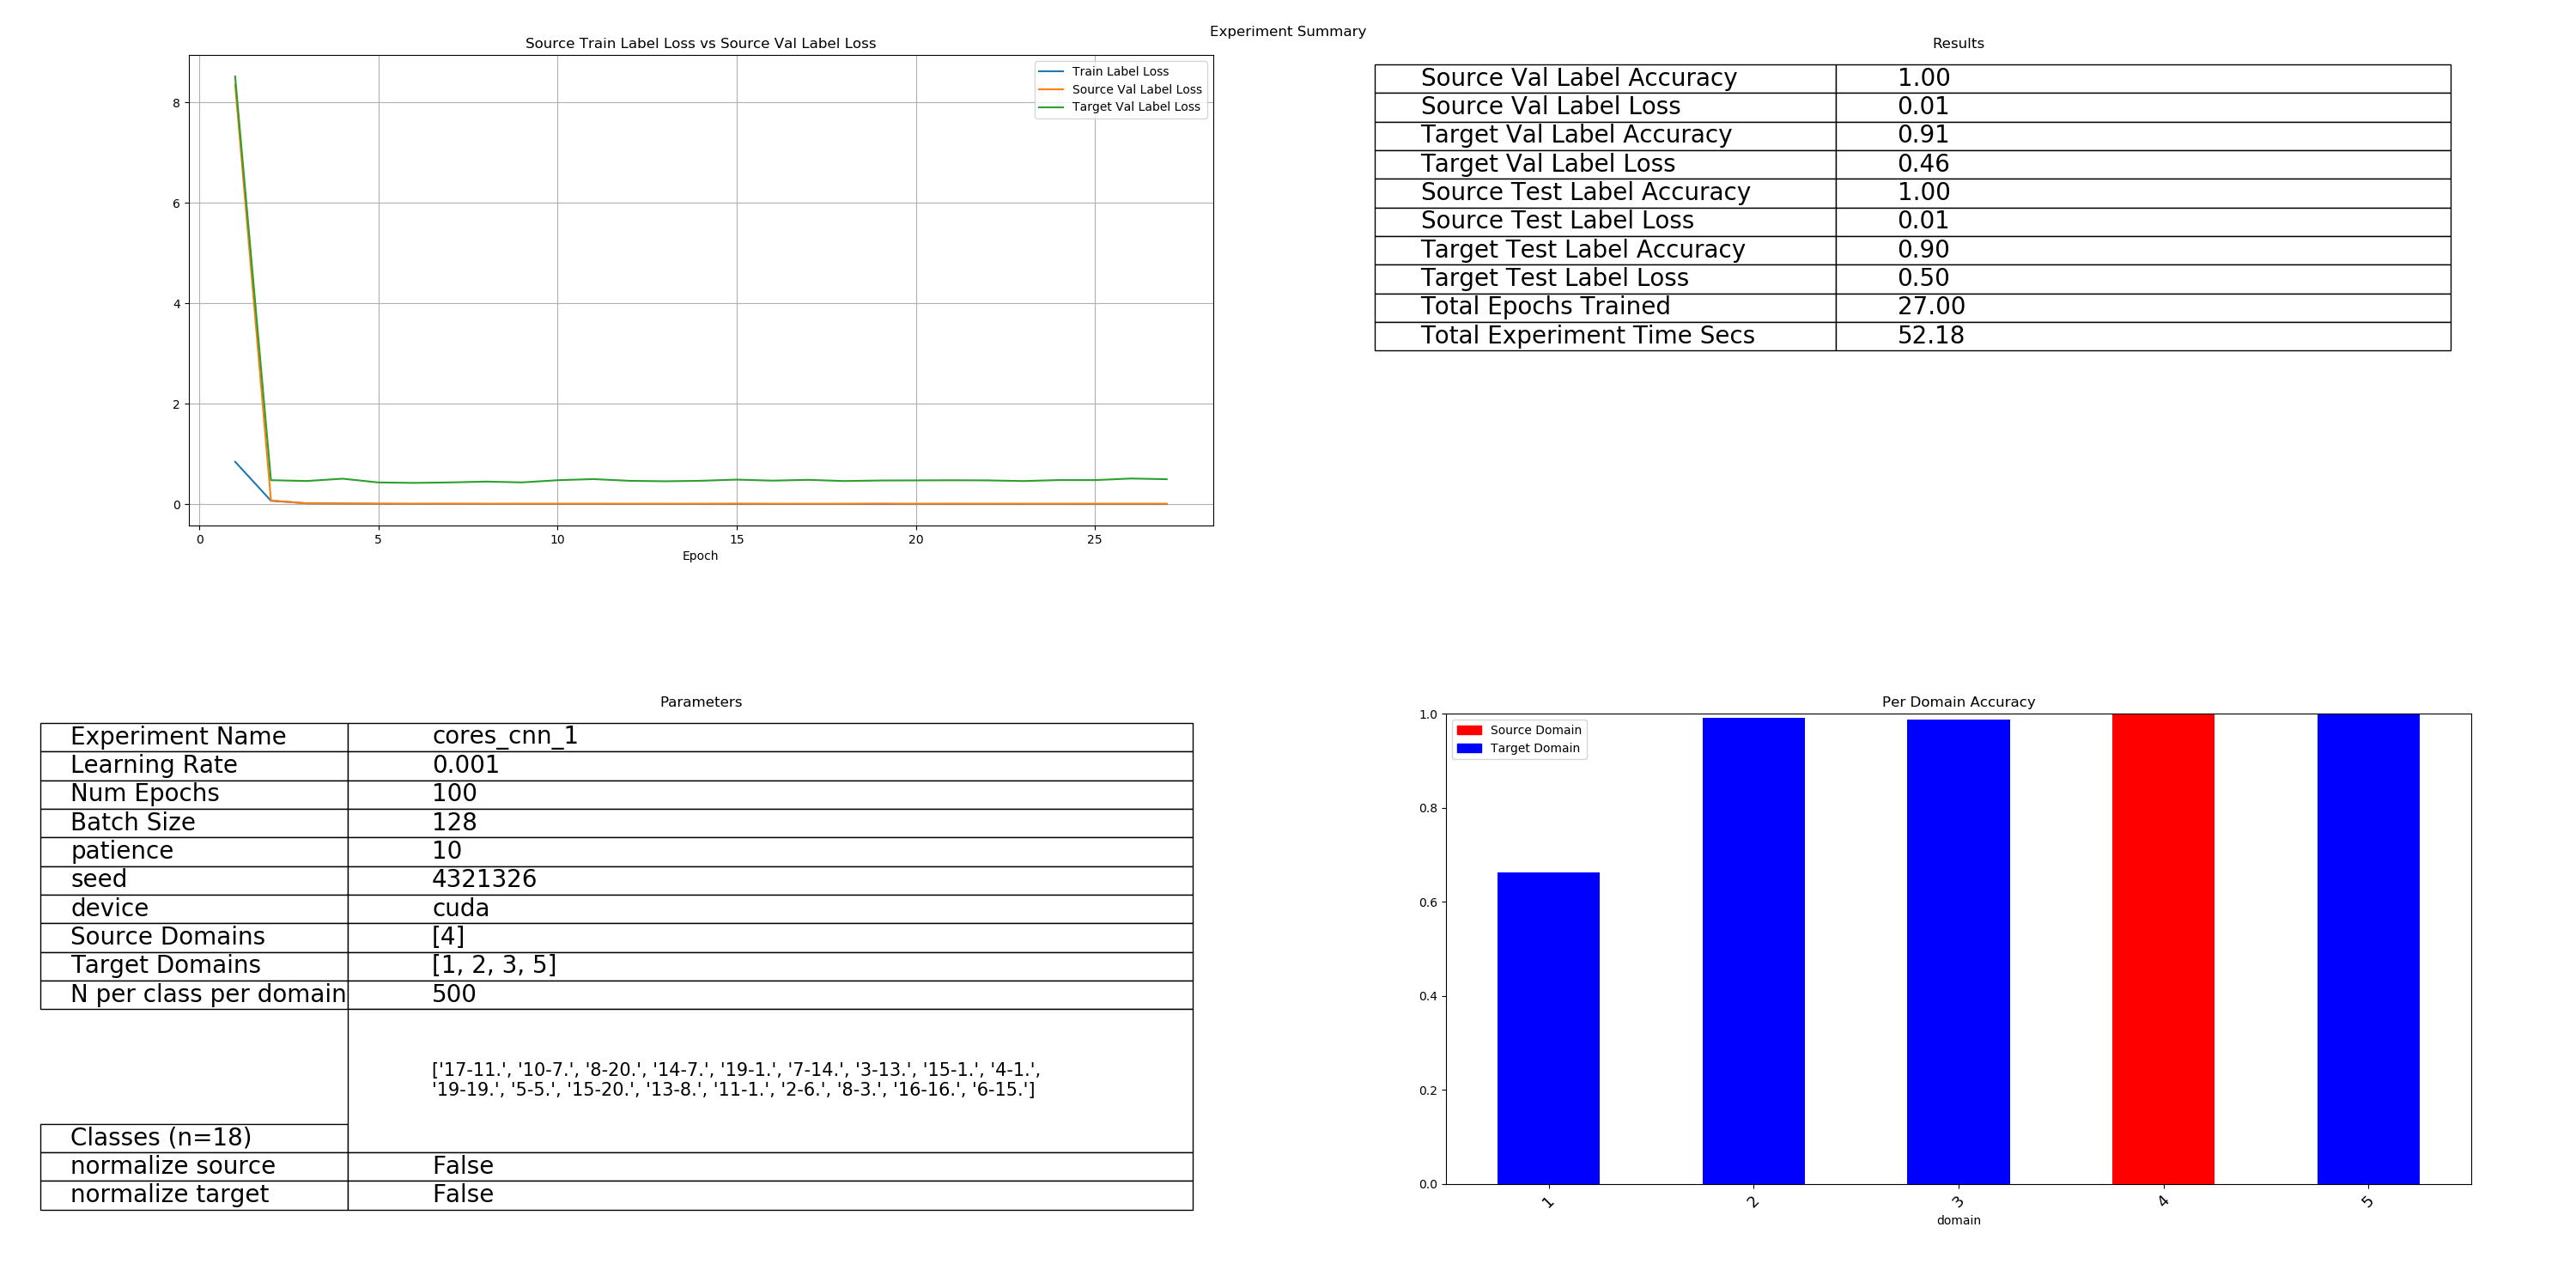 Experiment Summary
Source Train Label Loss vs Source Val Label Loss
Train Label Loss
Source Val Label Loss
Target Val Label Loss
8
6
4
2
0
0 5 10 15 20 25
Epoch
Results
Source Val Label Accuracy 1.00
Source Val Label Loss 0.01
Target Val Label Accuracy 0.91
Target Val Label Loss 0.46
Source Test Label Accuracy 1.00
Source Test Label Loss 0.01
Target Test Label Accuracy 0.90
Target Test Label Loss 0.50
Total Epochs Trained 27.00
Total Experiment Time Secs 52.18
Parameters
Experiment Name cores_cnn_1
Learning Rate 0.001
Num Epochs 100
Batch Size 128
patience 10
seed 4321326
device cuda
Source Domains [4]
Target Domains [1, 2, 3, 5]
N per class per domain 500
['17-11.', '10-7.', '8-20.', '14-7.', '19-1.', '7-14.', '3-13.', '15-1.', '4-1.',
'19-19.', '5-5.', '15-20.', '13-8.', '11-1.', '2-6.', '8-3.', '16-16.', '6-15.']
Classes (n=18)
normalize source False
normalize target False
Per Domain Accuracy
Source Domain
Target Domain
1.0
0.8
0.6
0.4
0.2
0.0
1 2 3 4 5
domain